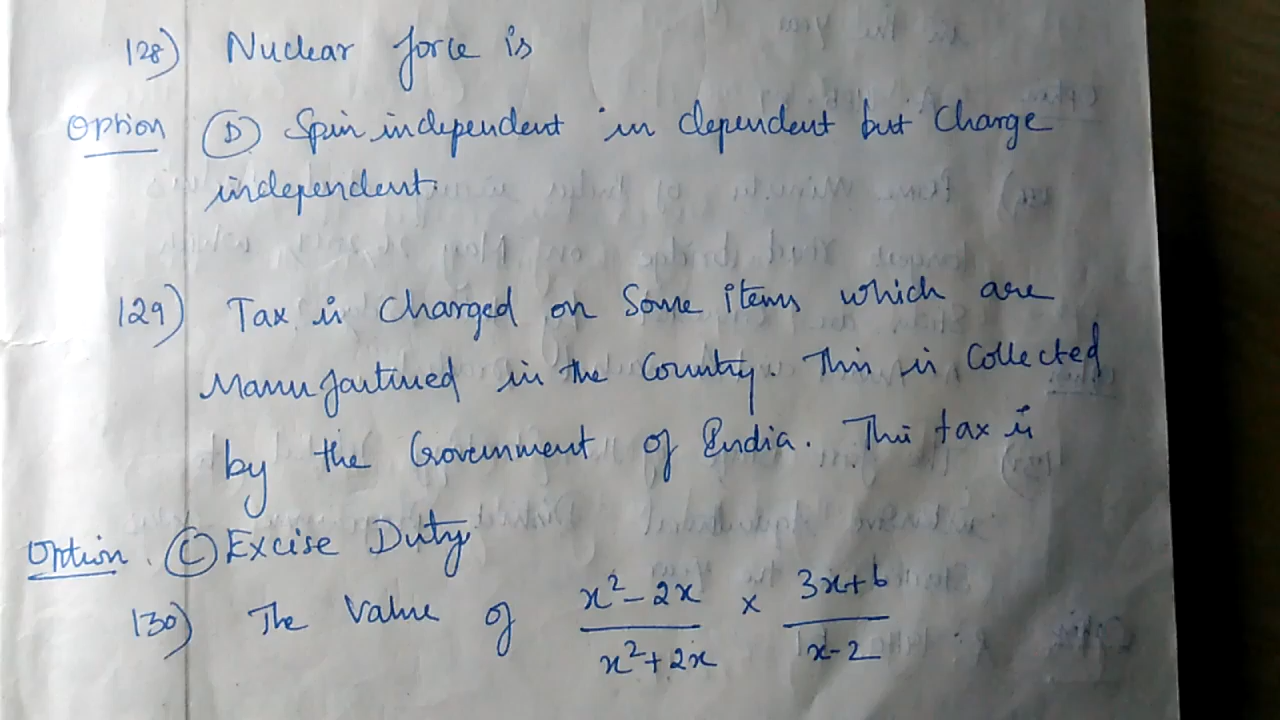 128) Nuclear force is
Option (D) Spin independent in dependent but Charge
independent.
129) Tax is Charged on Some items which are
Manufactured in the Country. This is Collected
by the Government of India. This tax is
Option. (C) Excise Duty
130) The Value of x² - 2x / x² + 2x × 3x + 6 / x - 2